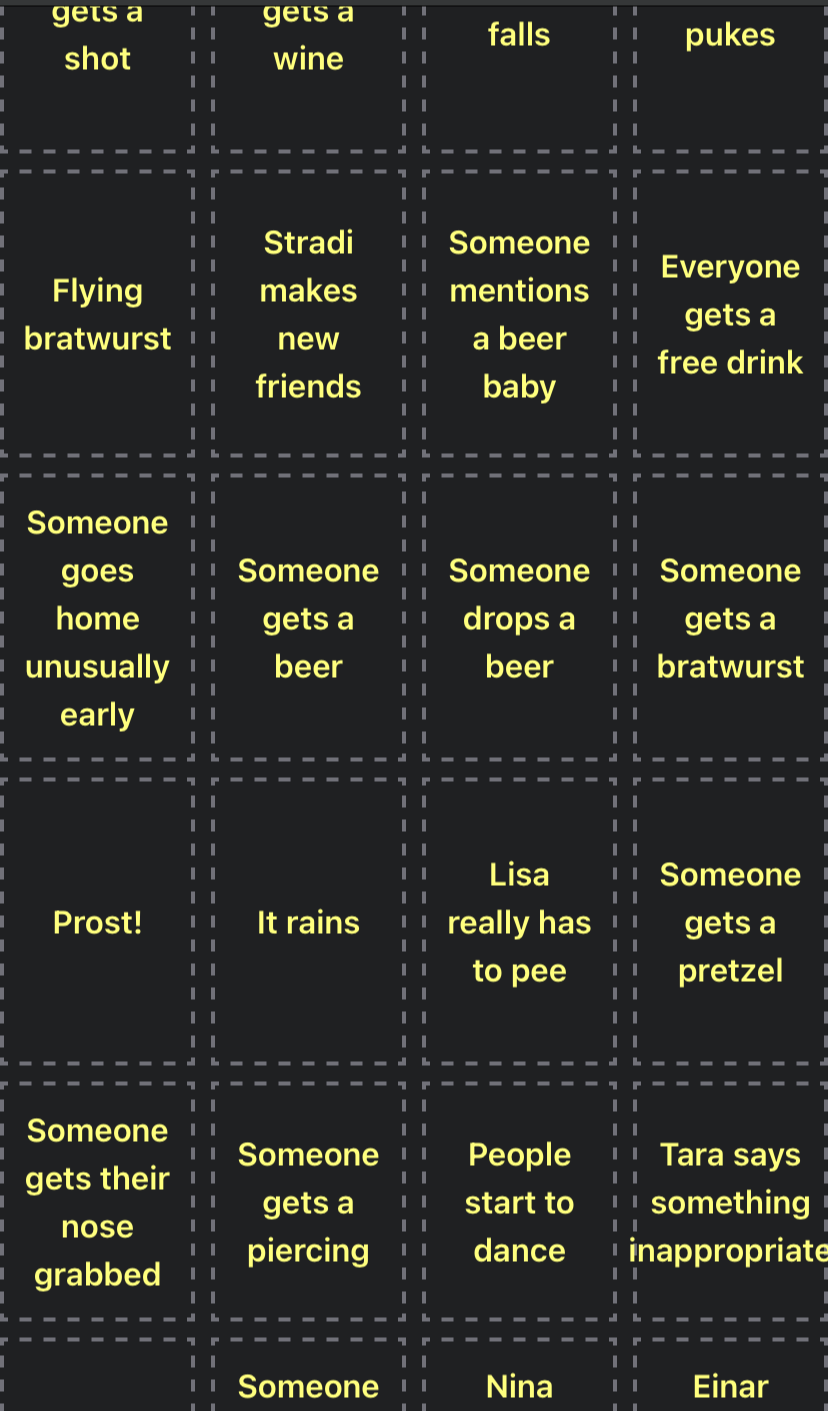 gets a
shot
gets a
wine
falls
pukes
Flying
bratwurst
Stradi
makes
new
friends
Someone
mentions
a beer
baby
Everyone
gets a
free drink
Someone
goes
home
unusually
early
Someone
gets a
beer
Someone
drops a
beer
Someone
gets a
bratwurst
Prost!
It rains
Lisa
really has
to pee
Someone
gets a
pretzel
Someone
gets their
nose
grabbed
Someone
gets a
piercing
People
start to
dance
Tara says
something
inappropriate
Someone
Nina
Einar